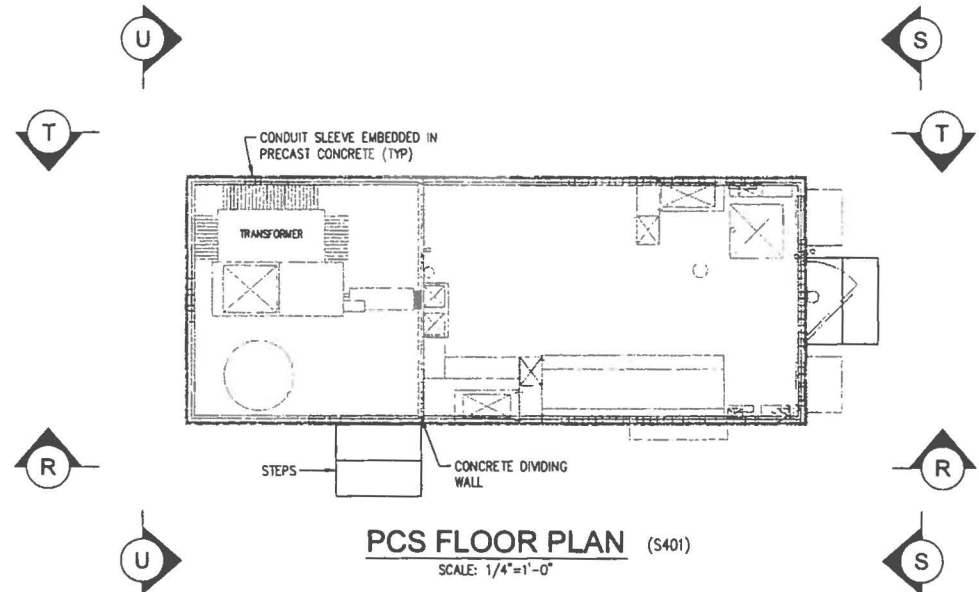 U
S
T
T
CONDUIT SLEEVE EMBEDDED IN
PRECAST CONCRETE (TYP)
TRANSFORMER
R
R
STEPS
CONCRETE DIVIDING
WALL
U
S
PCS FLOOR PLAN (S401)
SCALE: 1/4"=1'-0"